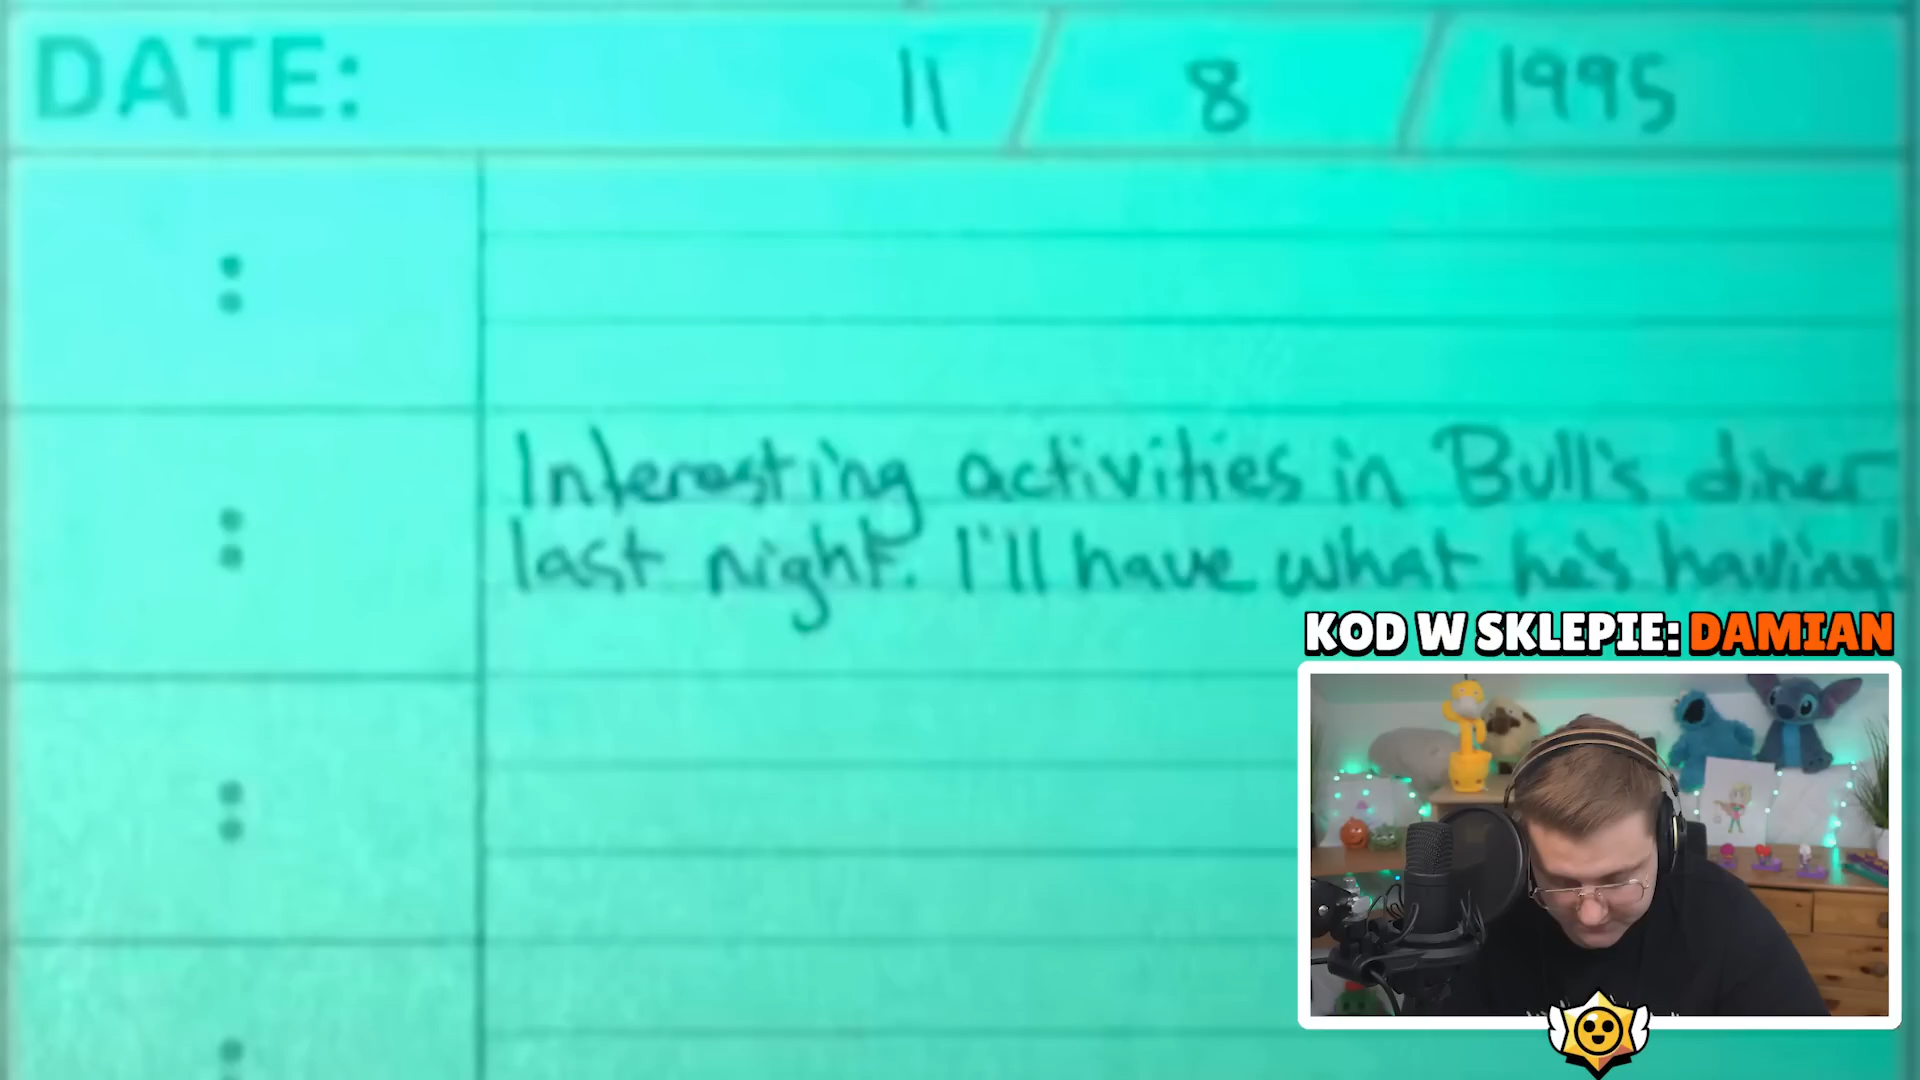 DATE: 11 / 8 / 1995
Interesting activities in Bull's diner
last night. I'll have what he's having!
KOD W SKLEPIE: DAMIAN